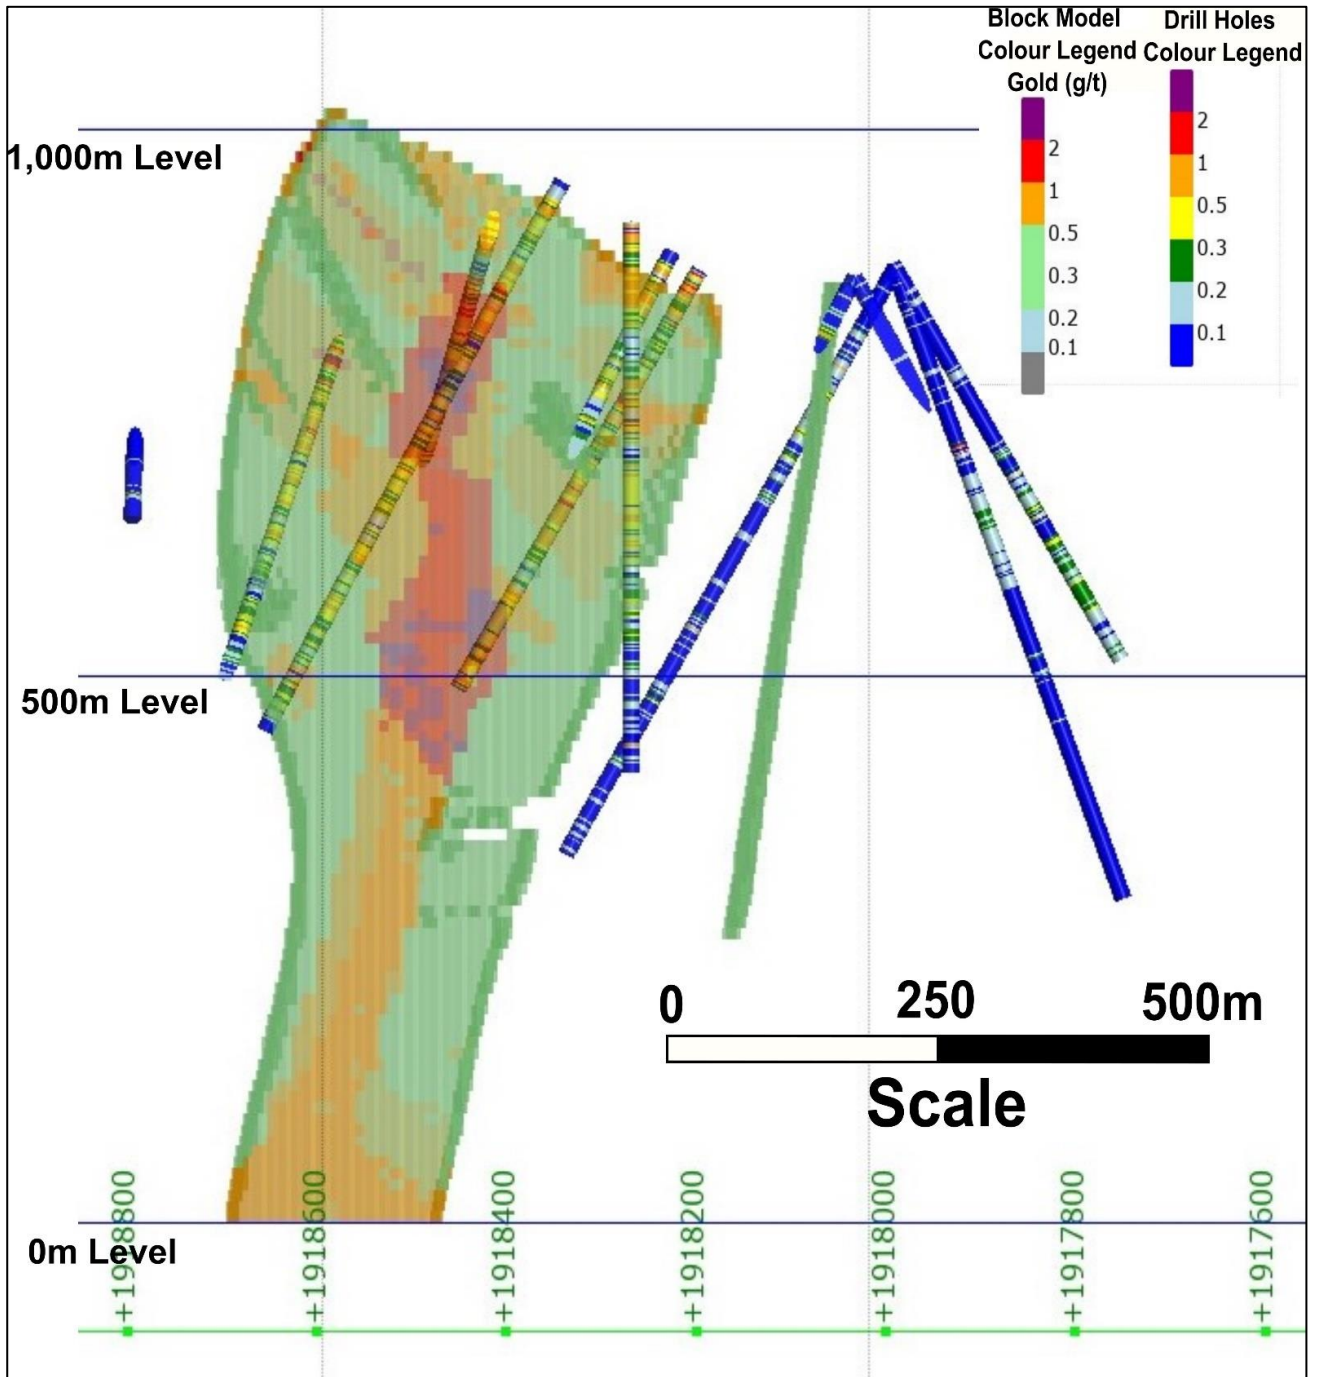 Block Model
Colour Legend
Gold (g/t)
2
1
0.5
0.3
0.2
0.1
Drill Holes
Colour Legend
2
1
0.5
0.3
0.2
0.1
1,000m Level
500m Level
0m Level
0 250 500m
Scale
+1918800 +1918600 +1918400 +1918200 +1918000 +1917800 +1917600